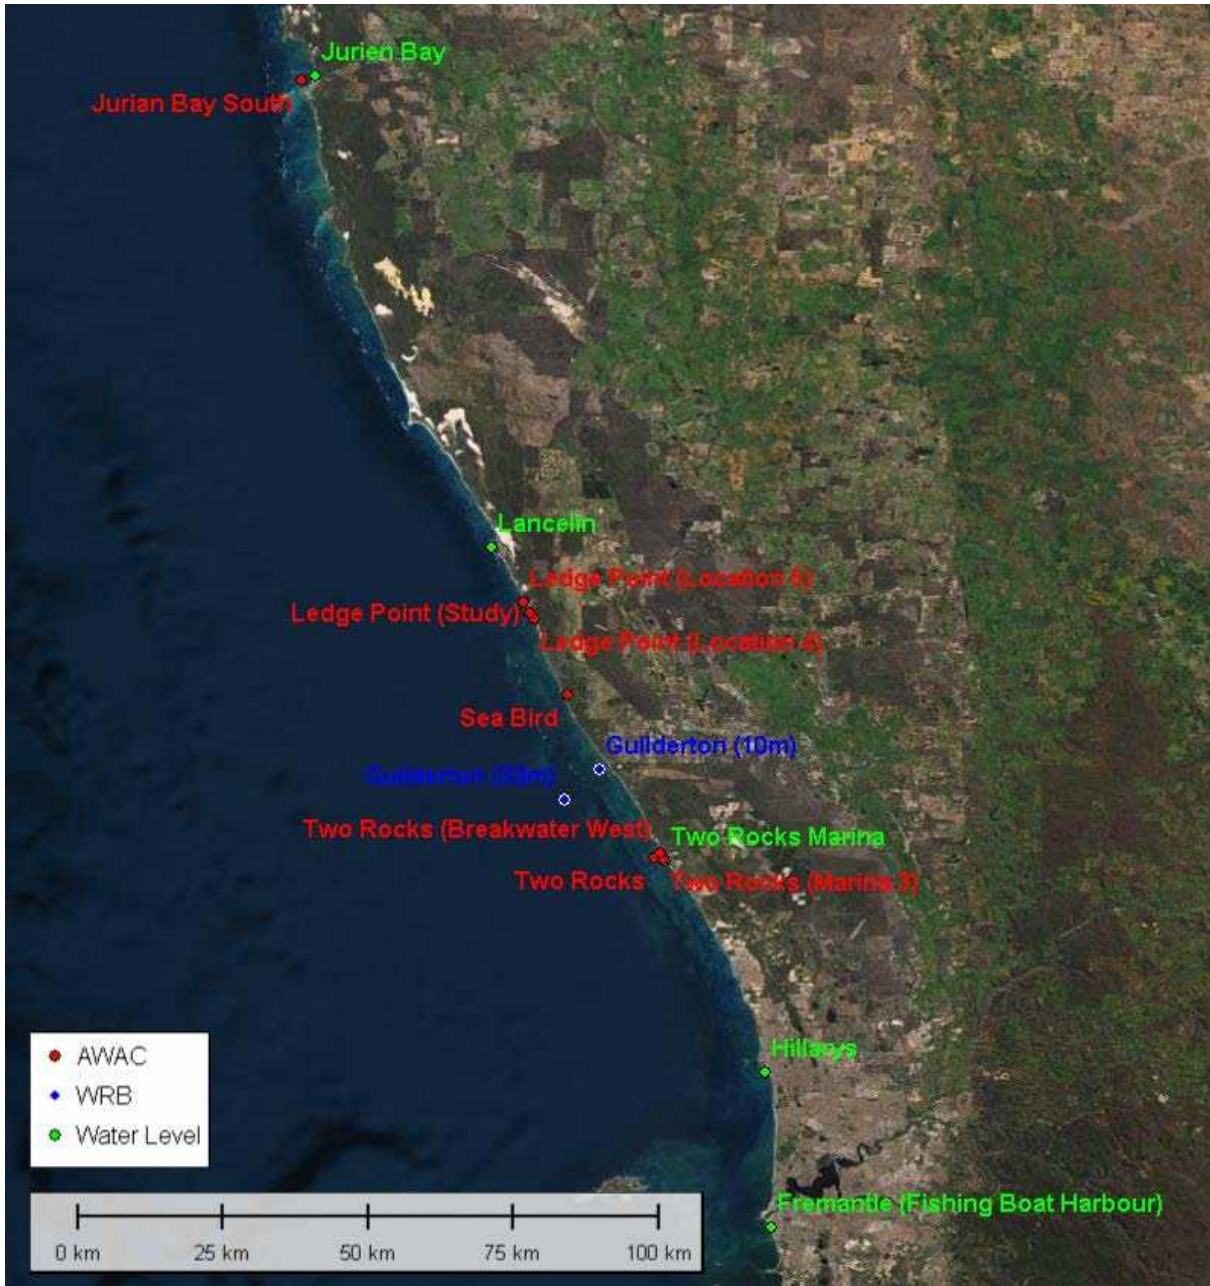 Jurien Bay
Jurian Bay South
Lancelin
Ledge Point (Location 5)
Ledge Point (Study)
Ledge Point (Location 4)
Sea Bird
Guilderton (10m)
Guilderton
Two Rocks (Breakwater West)
Two Rocks Marina
Two Rocks
Two Rocks (Marina 3)
Hillarys
AWAC
WRB
Water Level
Fremantle (Fishing Boat Harbour)
0 km 25 km 50 km 75 km 100 km